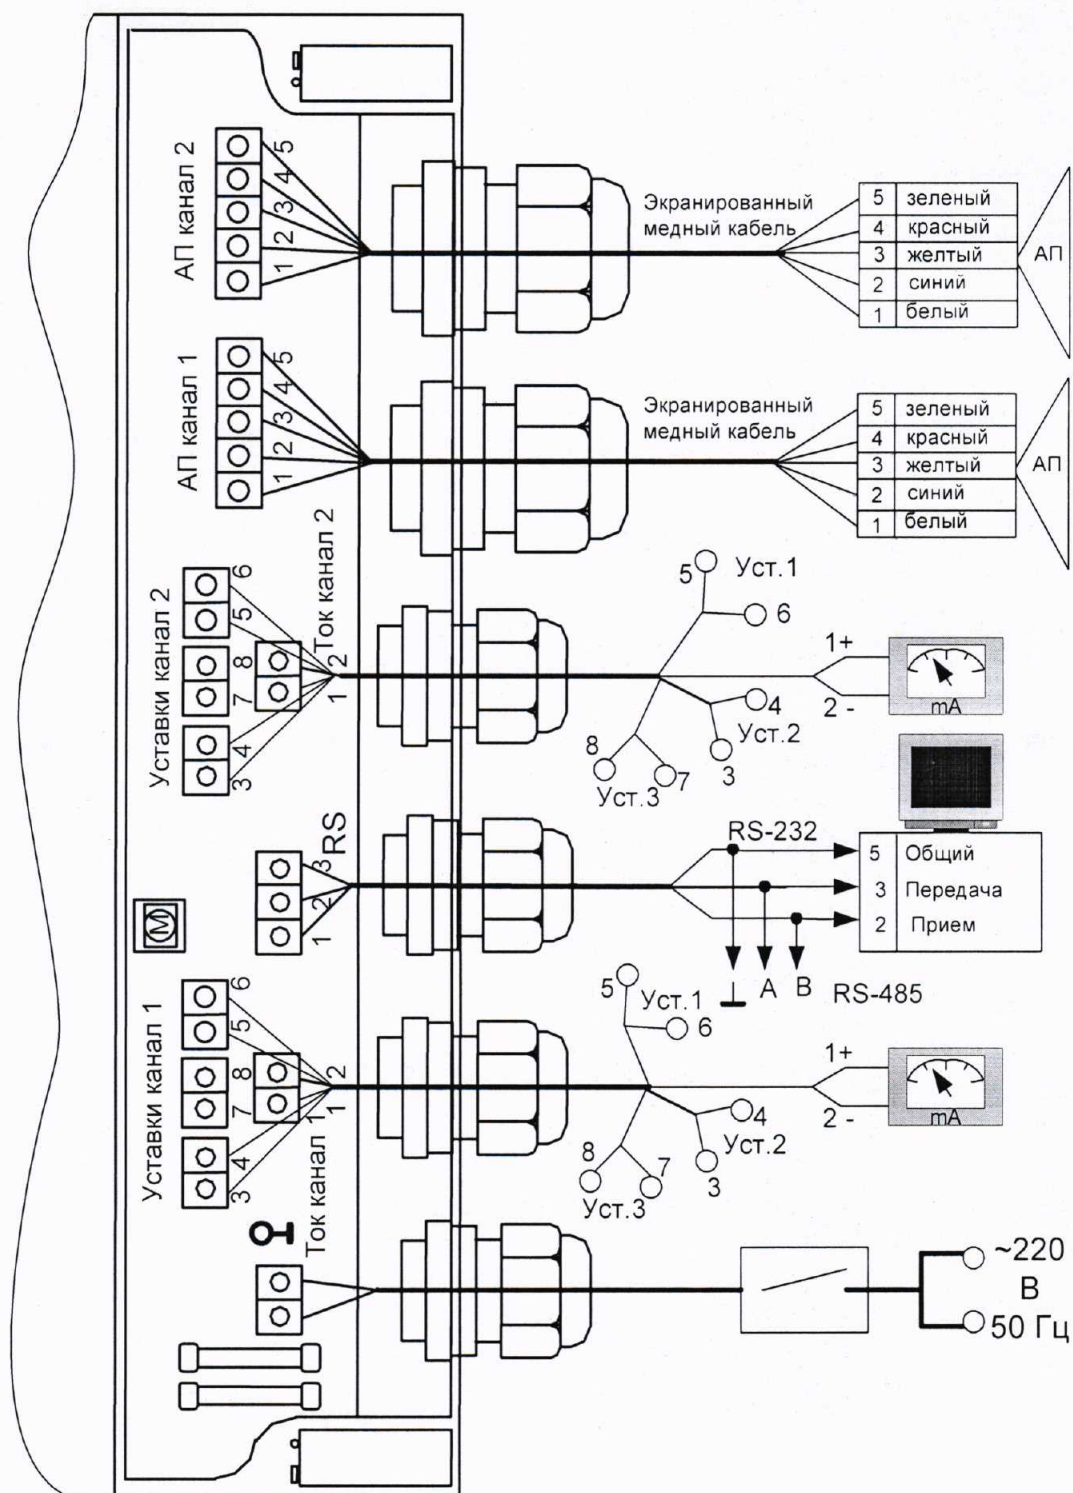 АП канал 2
5
4
3
2
1
Экранированный
медный кабель
5 зеленый
4 красный
3 желтый
2 синий
1 белый
АП
АП канал 1
5
4
3
2
1
Экранированный
медный кабель
5 зеленый
4 красный
3 желтый
2 синий
1 белый
АП
Уставки канал 2
6
5
8
7
4
3
Ток канал 2
2
1
5
Уст.1
6
4
Уст.2
3
8
7
Уст.3
1+
2 -
mA
RS
3
2
1
M
RS-232
5 Общий
3 Передача
2 Прием
A
B
RS-485
Уставки канал 1
6
5
8
7
4
3
Ток канал 1
2
1
5
Уст.1
6
4
Уст.2
3
8
7
Уст.3
1+
2 -
mA
~220
В
50 Гц